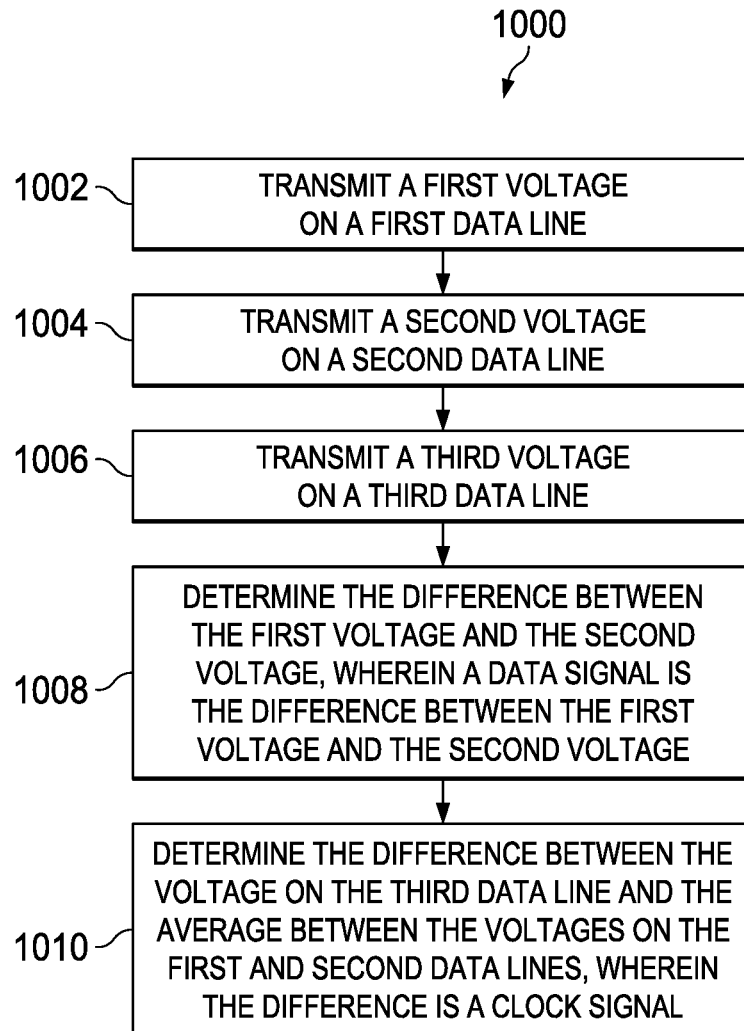 1000
1002
TRANSMIT A FIRST VOLTAGE
ON A FIRST DATA LINE
1004
TRANSMIT A SECOND VOLTAGE
ON A SECOND DATA LINE
1006
TRANSMIT A THIRD VOLTAGE
ON A THIRD DATA LINE
1008
DETERMINE THE DIFFERENCE BETWEEN
THE FIRST VOLTAGE AND THE SECOND
VOLTAGE, WHEREIN A DATA SIGNAL IS
THE DIFFERENCE BETWEEN THE FIRST
VOLTAGE AND THE SECOND VOLTAGE
1010
DETERMINE THE DIFFERENCE BETWEEN THE
VOLTAGE ON THE THIRD DATA LINE AND THE
AVERAGE BETWEEN THE VOLTAGES ON THE
FIRST AND SECOND DATA LINES, WHEREIN
THE DIFFERENCE IS A CLOCK SIGNAL